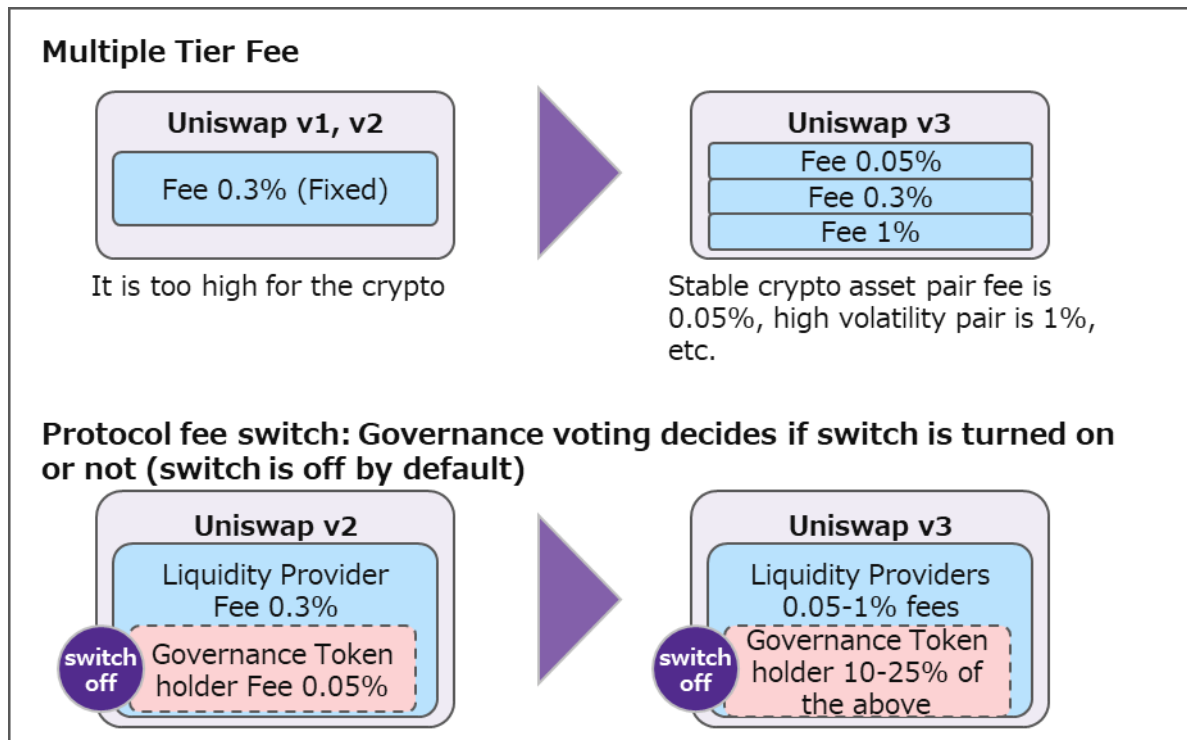 Multiple Tier Fee
Uniswap v1, v2
Fee 0.3% (Fixed)
It is too high for the crypto
Uniswap v3
Fee 0.05%
Fee 0.3%
Fee 1%
Stable crypto asset pair fee is
0.05%, high volatility pair is 1%,
etc.
Protocol fee switch: Governance voting decides if switch is turned on
or not (switch is off by default)
Uniswap v2
Liquidity Provider
Fee 0.3%
switch
off
Governance Token
holder Fee 0.05%
Uniswap v3
Liquidity Providers
0.05-1% fees
switch
off
Governance Token
holder 10-25% of
the above